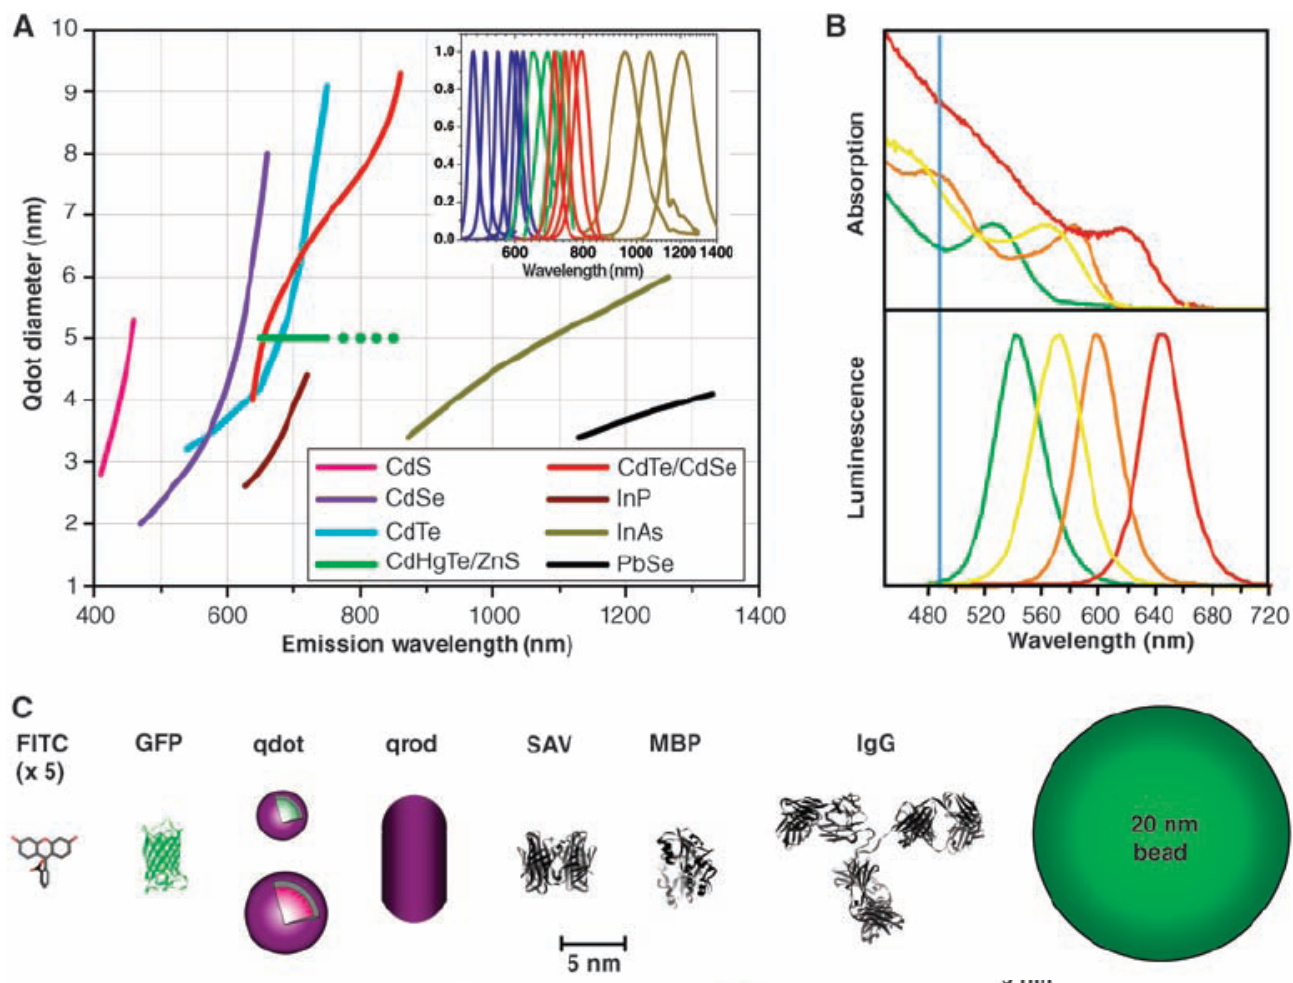 A
10
9
8
7
6
5
4
3
2
1
Qdot diameter (nm)
400
600
800
1000
1200
1400
Emission wavelength (nm)
1.0
0.8
0.6
0.4
0.2
0.0
600
800
1000
1200
1400
Wavelength (nm)
CdS
CdSe
CdTe
CdHgTe/ZnS
CdTe/CdSe
InP
InAs
PbSe
B
Absorption
Luminescence
480
520
560
600
640
680
720
Wavelength (nm)
C
FITC
(x 5)
GFP
qdot
qrod
SAV
MBP
IgG
20 nm
bead
5 nm